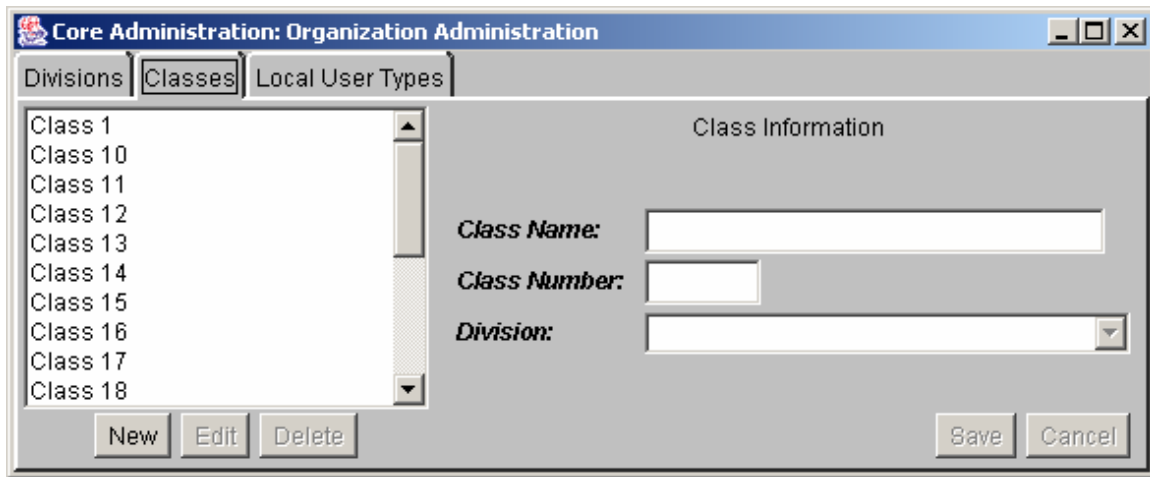 Core Administration: Organization Administration
Divisions Classes Local User Types
Class 1
Class 10
Class 11
Class 12
Class 13
Class 14
Class 15
Class 16
Class 17
Class 18
New Edit Delete
Class Information
Class Name:
Class Number:
Division:
Save Cancel